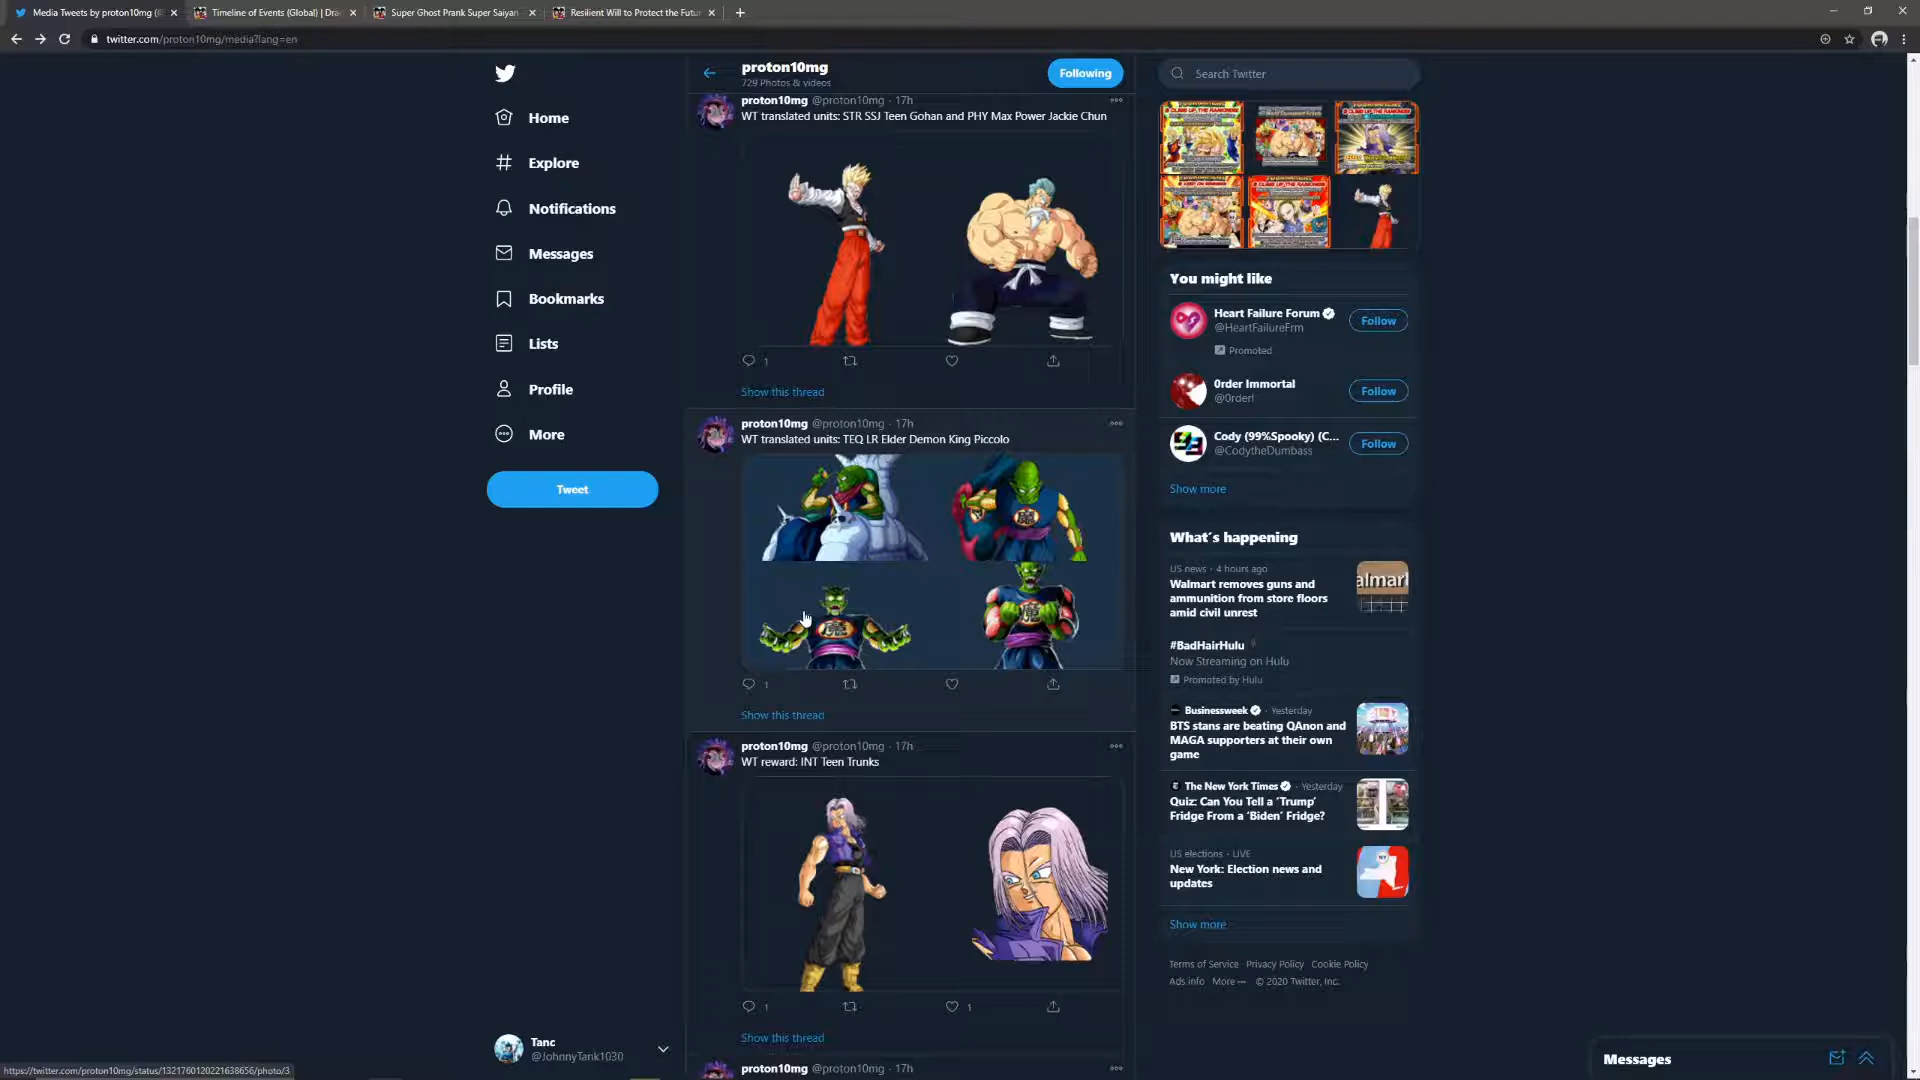 Media Tweets by proton10mg (@
Timeline of Events (Global) | Dra
Super Ghost Prank Super Saiyan
Resilient Will to Protect the Futu
twitter.com/proton10mg/media?lang=en
Home
Explore
Notifications
Messages
Bookmarks
Lists
Profile
More
Tweet
Tanc
@JohnnyTank1030
https://twitter.com/proton10mg/status/1321760120221638656/photo/3
proton10mg
729 Photos & videos
Following
proton10mg @proton10mg · 17h
WT translated units: STR SSJ Teen Gohan and PHY Max Power Jackie Chun
1
Show this thread
proton10mg @proton10mg · 17h
WT translated units: TEQ LR Elder Demon King Piccolo
魔
魔
魔
1
Show this thread
proton10mg @proton10mg · 17h
WT reward: INT Teen Trunks
1
1
Show this thread
proton10mg @proton10mg · 17h
Search Twitter
You might like
Heart Failure Forum
@HeartFailureFrm
Follow
Promoted
0rder Immortal
@0rder!
Follow
Cody (99%Spooky) (C...
@CodytheDumbass
Follow
Show more
What's happening
US news · 4 hours ago
Walmart removes guns and
ammunition from store floors
amid civil unrest
almart
#BadHairHulu
Now Streaming on Hulu
Promoted by Hulu
Businessweek · Yesterday
BTS stans are beating QAnon and
MAGA supporters at their own
game
The New York Times · Yesterday
Quiz: Can You Tell a 'Trump'
Fridge From a 'Biden' Fridge?
US elections · LIVE
New York: Election news and
updates
Show more
Terms of Service Privacy Policy Cookie Policy
Ads info More ··· © 2020 Twitter, Inc.
Messages